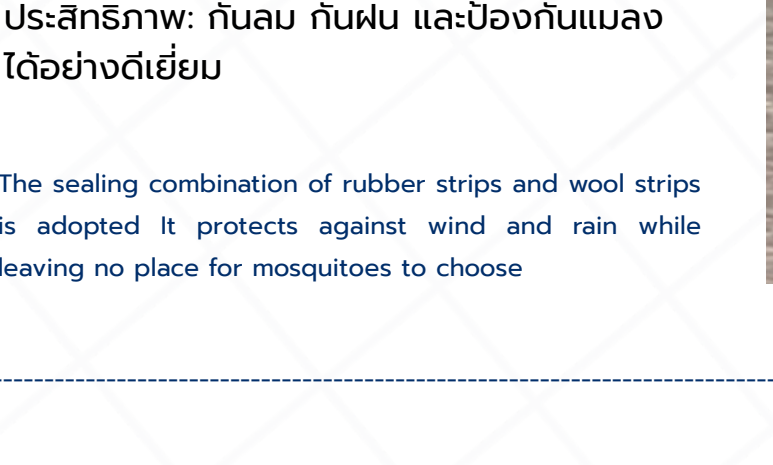 ประสิทธิภาพ: กันลม กันฝน และป้องกันแมลง
ได้อย่างดีเยี่ยม
The sealing combination of rubber strips and wool strips
is adopted It protects against wind and rain while
leaving no place for mosquitoes to choose